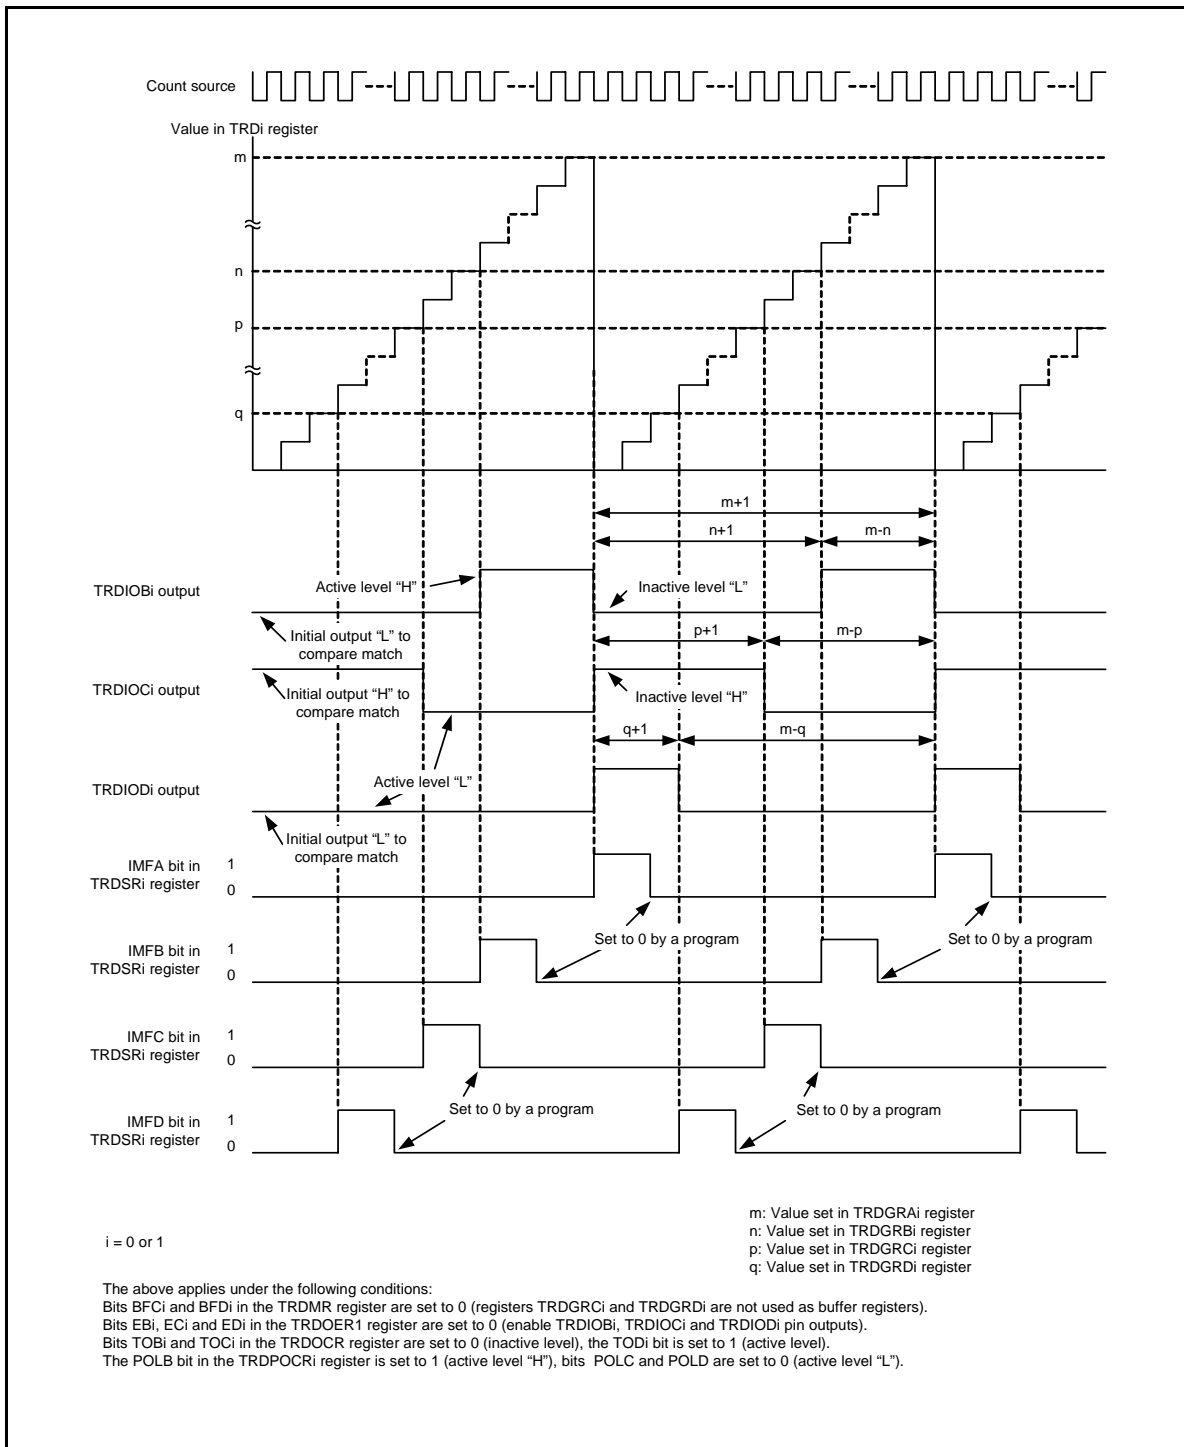 Count source
Value in TRDi register
m
n
p
q
m+1
n+1
m-n
TRDIOBi output
Active level “H”
Inactive level “L”
Initial output “L” to
compare match
p+1
m-p
TRDIOCi output
Initial output “H” to
compare match
Inactive level “H”
q+1
m-q
Active level “L”
TRDIODi output
Initial output “L” to
compare match
IMFA bit in
TRDSRi register
1
0
Set to 0 by a program
Set to 0 by a program
IMFB bit in
TRDSRi register
1
0
IMFC bit in
TRDSRi register
1
0
Set to 0 by a program
Set to 0 by a program
IMFD bit in
TRDSRi register
1
0
m: Value set in TRDGRAi register
n: Value set in TRDGRBi register
p: Value set in TRDGRCi register
q: Value set in TRDGRDi register
i = 0 or 1
The above applies under the following conditions:
Bits BFCi and BFDi in the TRDMR register are set to 0 (registers TRDGRCi and TRDGRDi are not used as buffer registers).
Bits EBi, ECi and EDi in the TRDOER1 register are set to 0 (enable TRDIOBi, TRDIOCi and TRDIODi pin outputs).
Bits TOBi and TOCi in the TRDOCR register are set to 0 (inactive level), the TODi bit is set to 1 (active level).
The POLB bit in the TRDPOCRi register is set to 1 (active level “H”), bits POLC and POLD are set to 0 (active level “L”).